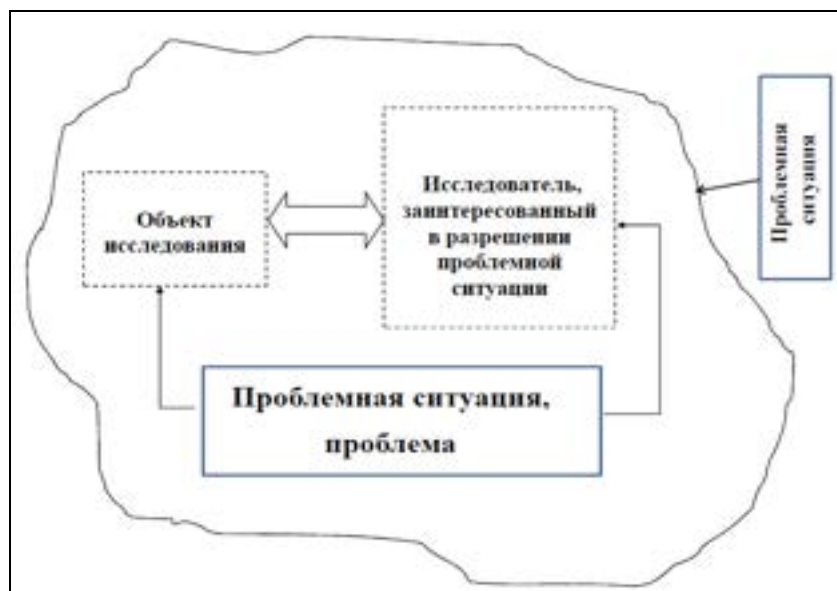 Объект
исследования
Исследователь,
заинтересованный
в разрешении
проблемной
ситуации
Проблемная
ситуация
Проблемная ситуация,
проблема